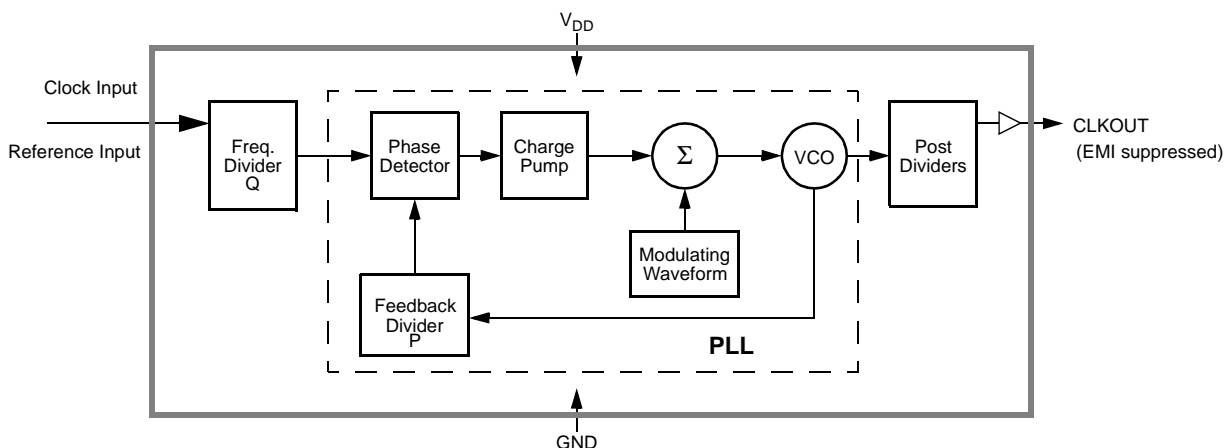 VDD
Clock Input
Reference Input
Freq.
Divider
Q
Phase
Detector
Charge
Pump
Σ
VCO
Post
Dividers
CLKOUT
(EMI suppressed)
Modulating
Waveform
Feedback
Divider
P
PLL
GND